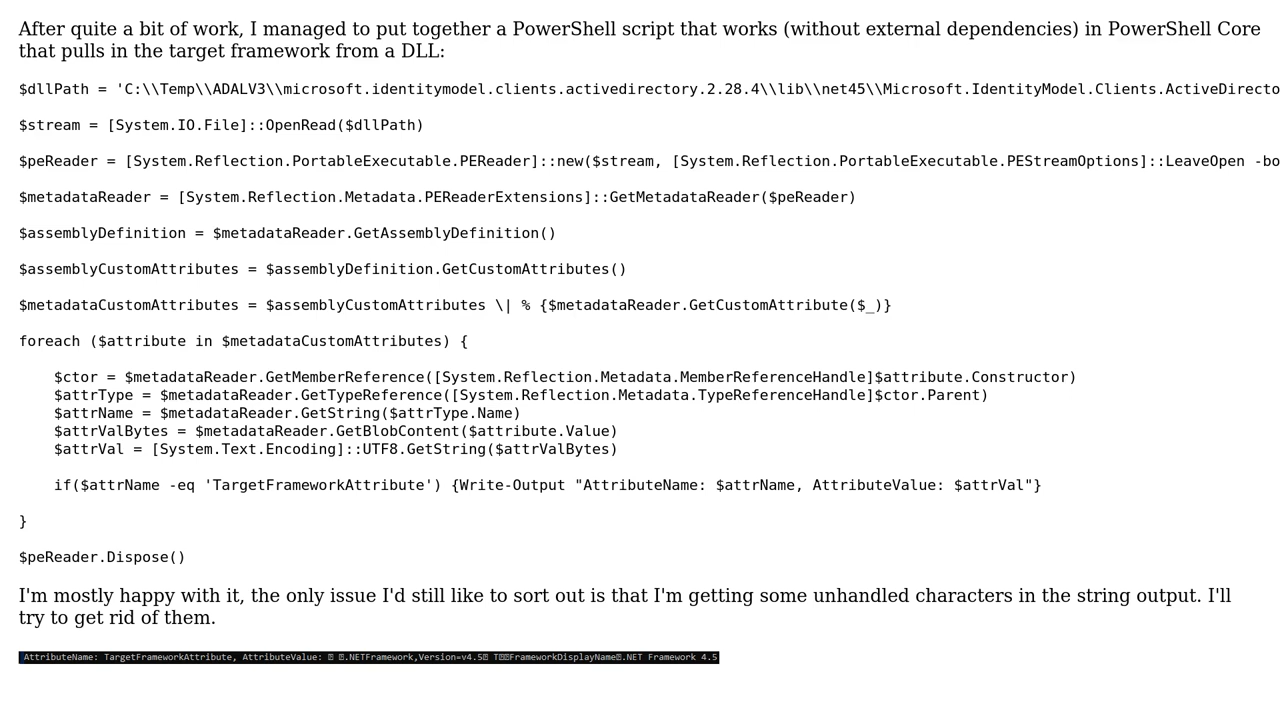 After quite a bit of work, I managed to put together a PowerShell script that works (without external dependencies) in PowerShell Core
that pulls in the target framework from a DLL:
$dllPath = 'C:\\Temp\\ADALV3\\microsoft.identitymodel.clients.activedirectory.2.28.4\\lib\\net45\\Microsoft.IdentityModel.Clients.ActiveDirecto
$stream = [System.IO.File]::OpenRead($dllPath)
$peReader = [System.Reflection.PortableExecutable.PEReader]::new($stream, [System.Reflection.PortableExecutable.PEStreamOptions]::LeaveOpen -bo
$metadataReader = [System.Reflection.Metadata.PEReaderExtensions]::GetMetadataReader($peReader)
$assemblyDefinition = $metadataReader.GetAssemblyDefinition()
$assemblyCustomAttributes = $assemblyDefinition.GetCustomAttributes()
$metadataCustomAttributes = $assemblyCustomAttributes \| % {$metadataReader.GetCustomAttribute($_)}
foreach ($attribute in $metadataCustomAttributes) {
    $ctor = $metadataReader.GetMemberReference([System.Reflection.Metadata.MemberReferenceHandle]$attribute.Constructor)
    $attrType = $metadataReader.GetTypeReference([System.Reflection.Metadata.TypeReferenceHandle]$ctor.Parent)
    $attrName = $metadataReader.GetString($attrType.Name)
    $attrValBytes = $metadataReader.GetBlobContent($attribute.Value)
    $attrVal = [System.Text.Encoding]::UTF8.GetString($attrValBytes)
    if($attrName -eq 'TargetFrameworkAttribute') {Write-Output "AttributeName: $attrName, AttributeValue: $attrVal"}
}
$peReader.Dispose()
I'm mostly happy with it, the only issue I'd still like to sort out is that I'm getting some unhandled characters in the string output. I'll
try to get rid of them.
AttributeName: TargetFrameworkAttribute, AttributeValue: .NETFramework,Version=v4.5 T FrameworkDisplayName .NET Framework 4.5